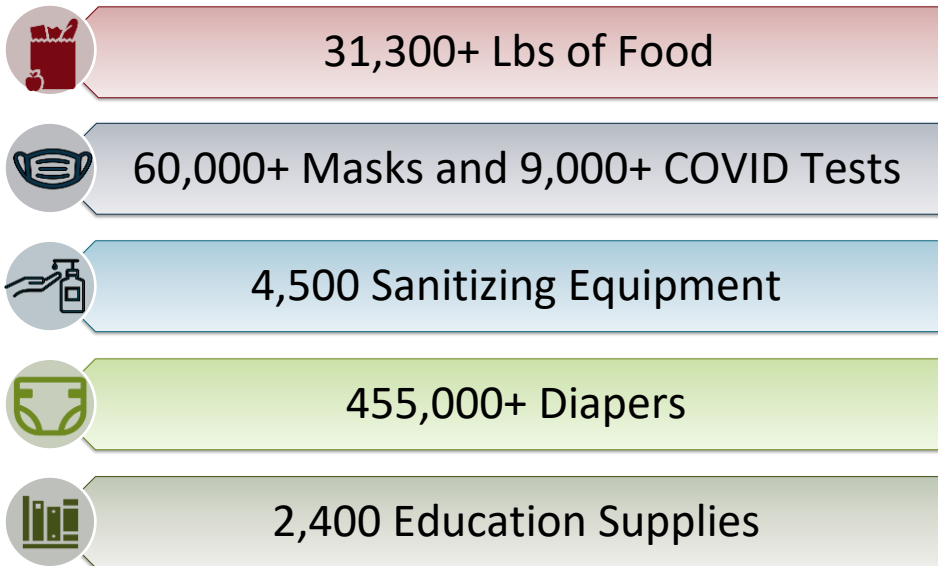 31,300+ Lbs of Food
60,000+ Masks and 9,000+ COVID Tests
4,500 Sanitizing Equipment
455,000+ Diapers
2,400 Education Supplies